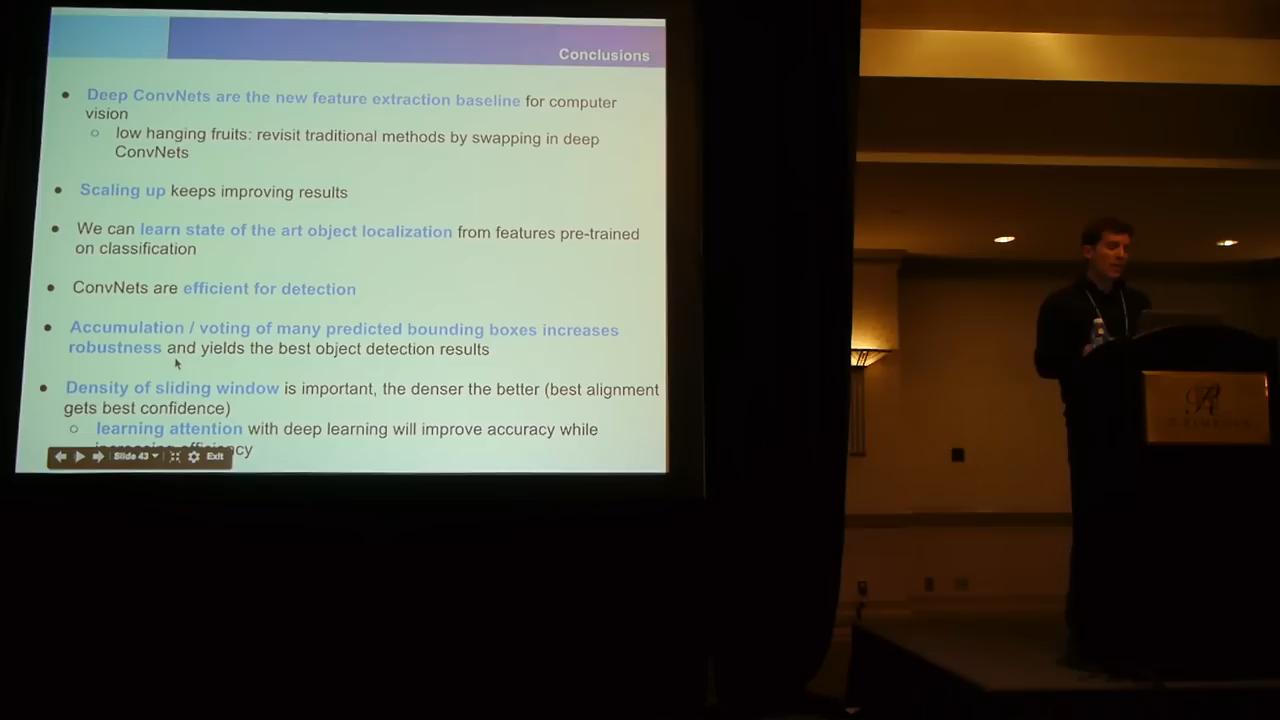 Conclusions
● Deep ConvNets are the new feature extraction baseline for computer
vision
○ low hanging fruits: revisit traditional methods by swapping in deep
ConvNets
● Scaling up keeps improving results
● We can learn state of the art object localization from features pre-trained
on classification
● ConvNets are efficient for detection
● Accumulation / voting of many predicted bounding boxes increases
robustness and yields the best object detection results
● Density of sliding window is important, the denser the better (best alignment
gets best confidence)
○ learning attention with deep learning will improve accuracy while
increasing efficiency
Slide 43 Exit